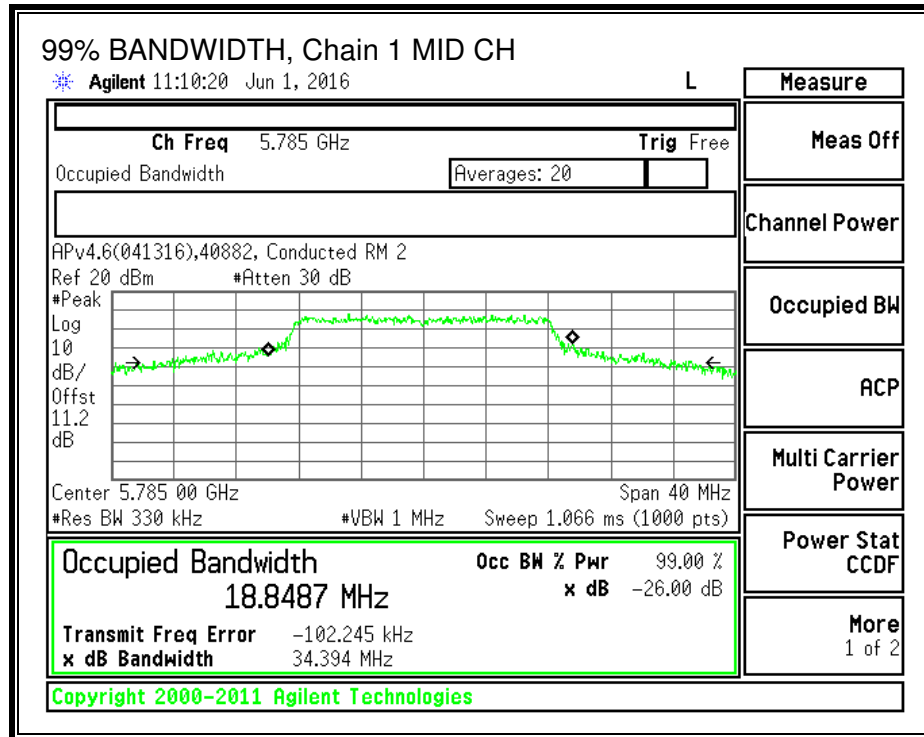 99% BANDWIDTH, Chain 1 MID CH
Agilent 11:10:20 Jun 1, 2016 L
Measure
Ch Freq 5.785 GHz Trig Free
Meas Off
Occupied Bandwidth Averages: 20
Channel Power
APv4.6(041316),40882, Conducted RM 2
Ref 20 dBm #Atten 30 dB
#Peak
Log
10
dB/
Offst
11.2
dB
Occupied BW
ACP
Multi Carrier
Power
Center 5.785 00 GHz Span 40 MHz
#Res BW 330 kHz #VBW 1 MHz Sweep 1.066 ms (1000 pts)
Power Stat
CCDF
Occupied Bandwidth Occ BW % Pwr 99.00 %
18.8487 MHz x dB -26.00 dB
Transmit Freq Error -102.245 kHz
x dB Bandwidth 34.394 MHz
More
1 of 2
Copyright 2000-2011 Agilent Technologies